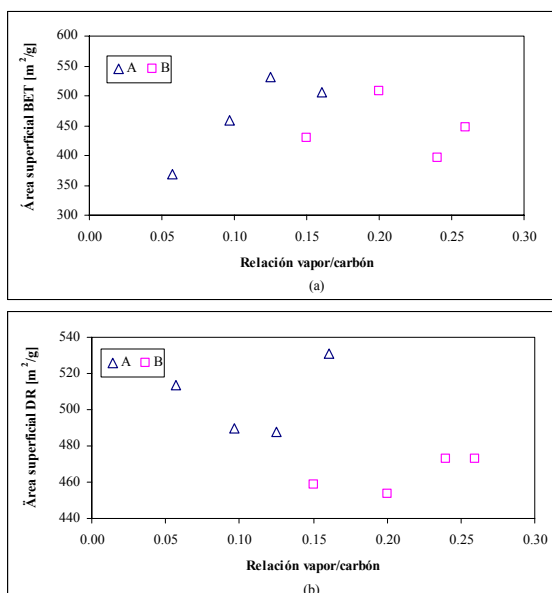 (a)
600
550
500
450
400
350
300
Área superficial BET [m²/g]
A B
0.00 0.05 0.10 0.15 0.20 0.25 0.30
Relación vapor/carbón
(a)
540
520
500
480
460
440
Äárea superficial DR [m²/g]
A B
0.00 0.05 0.10 0.15 0.20 0.25 0.30
Relación vapor/carbón
(b)